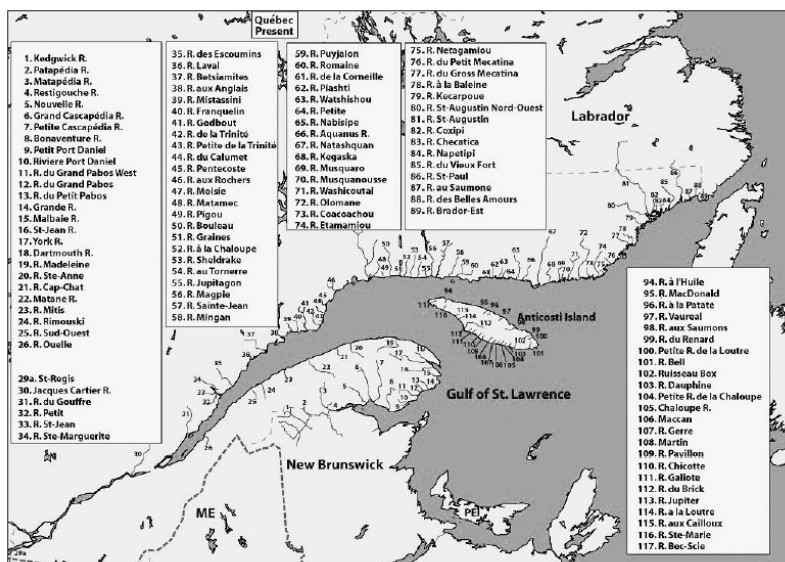 Québec
Present
1. Kedgwick R.
2. Patapédia R.
3. Matapédia R.
4. Restigouche R.
5. Nouvelle R.
6. Grand Cascapédia R.
7. Petite Cascapédia R.
8. Bonaventure R.
9. Petit Port Daniel
10. Riviere Port Daniel
11. R. du Grand Pabos West
12. R. du Grand Pabos
13. R. du Petit Pabos
14. Grande R.
15. Malbaie R.
16. St-Jean R.
17. York R.
18. Dartmouth R.
19. R. Madeleine
20. R. Ste-Anne
21. R. Cap-Chat
22. Matane R.
23. R. Mitis
24. R. Rimouski
25. R. Sud-Ouest
26. R. Ouelle
29a. St-Regis
30. Jacques Cartier R.
31. R. du Gouffre
32. R. Petit
33. R. St-Jean
34. R. Ste-Marguerite
35. R. des Escoumins
36. R. Laval
37. R. Betsiamites
38. R. aux Anglais
39. R. Mistassini
40. R. Franquelin
41. R. Godbout
42. R. de la Trinité
43. R. Petite de la Trinité
44. R. du Calumet
45. R. Pentecoste
46. R. aux Rochers
47. R. Moisie
48. R. Matamec
49. R. Pigou
50. R. Bouleau
51. R. Graines
52. R. à la Chaloupe
53. R. Sheldrake
54. R. au Tornerre
55. R. Jupitagon
56. R. Magpie
57. R. Sainte-Jean
58. R. Mingan
59. R. Puyjalon
60. R. Romaine
61. R. de la Corneille
62. R. Piashti
63. R. Watshishou
64. R. Petite
65. R. Nabisipe
66. R. Aquanus R.
67. R. Natashquan
68. R. Kegaska
69. R. Musquaro
70. R. Musquanousse
71. R. Washicoutai
72. R. Olomane
73. R. Coacoachou
74. R. Etamamiou
75. R. Netagamiou
76. R. du Petit Mecatina
77. R. du Gross Mecatina
78. R. à la Baleine
79. R. Kecarpoue
80. R. St-Augustin Nord-Ouest
81. R. St-Augustin
82. R. Coxipi
83. R. Checatica
84. R. Napetipi
85. R. du Vieux Fort
86. R. St-Paul
87. R. au Saumone
88. R. des Belles Amours
89. R. Brador-Est
Labrador
Anticosti Island
Gulf of St. Lawrence
New Brunswick
ME
PEI
94. R. à l'Huile
95. R. MacDonald
96. R. à la Patate
97. R. Vaureal
98. R. aux Saumons
99. R. du Renard
100. Petite R. de la Loutre
101. R. Bell
102. Ruisseau Box
103. R. Dauphine
104. Petite R. de la Chaloupe
105. Chaloupe R.
106. Maccan
107. R. Gerre
108. Martin
109. R. Pavillon
110. R. Chicotte
111. R. Galiote
112. R. du Brick
113. R. Jupiter
114. R. a la Loutre
115. R. aux Cailloux
116. R. Ste-Marie
117. R. Bec-Scie